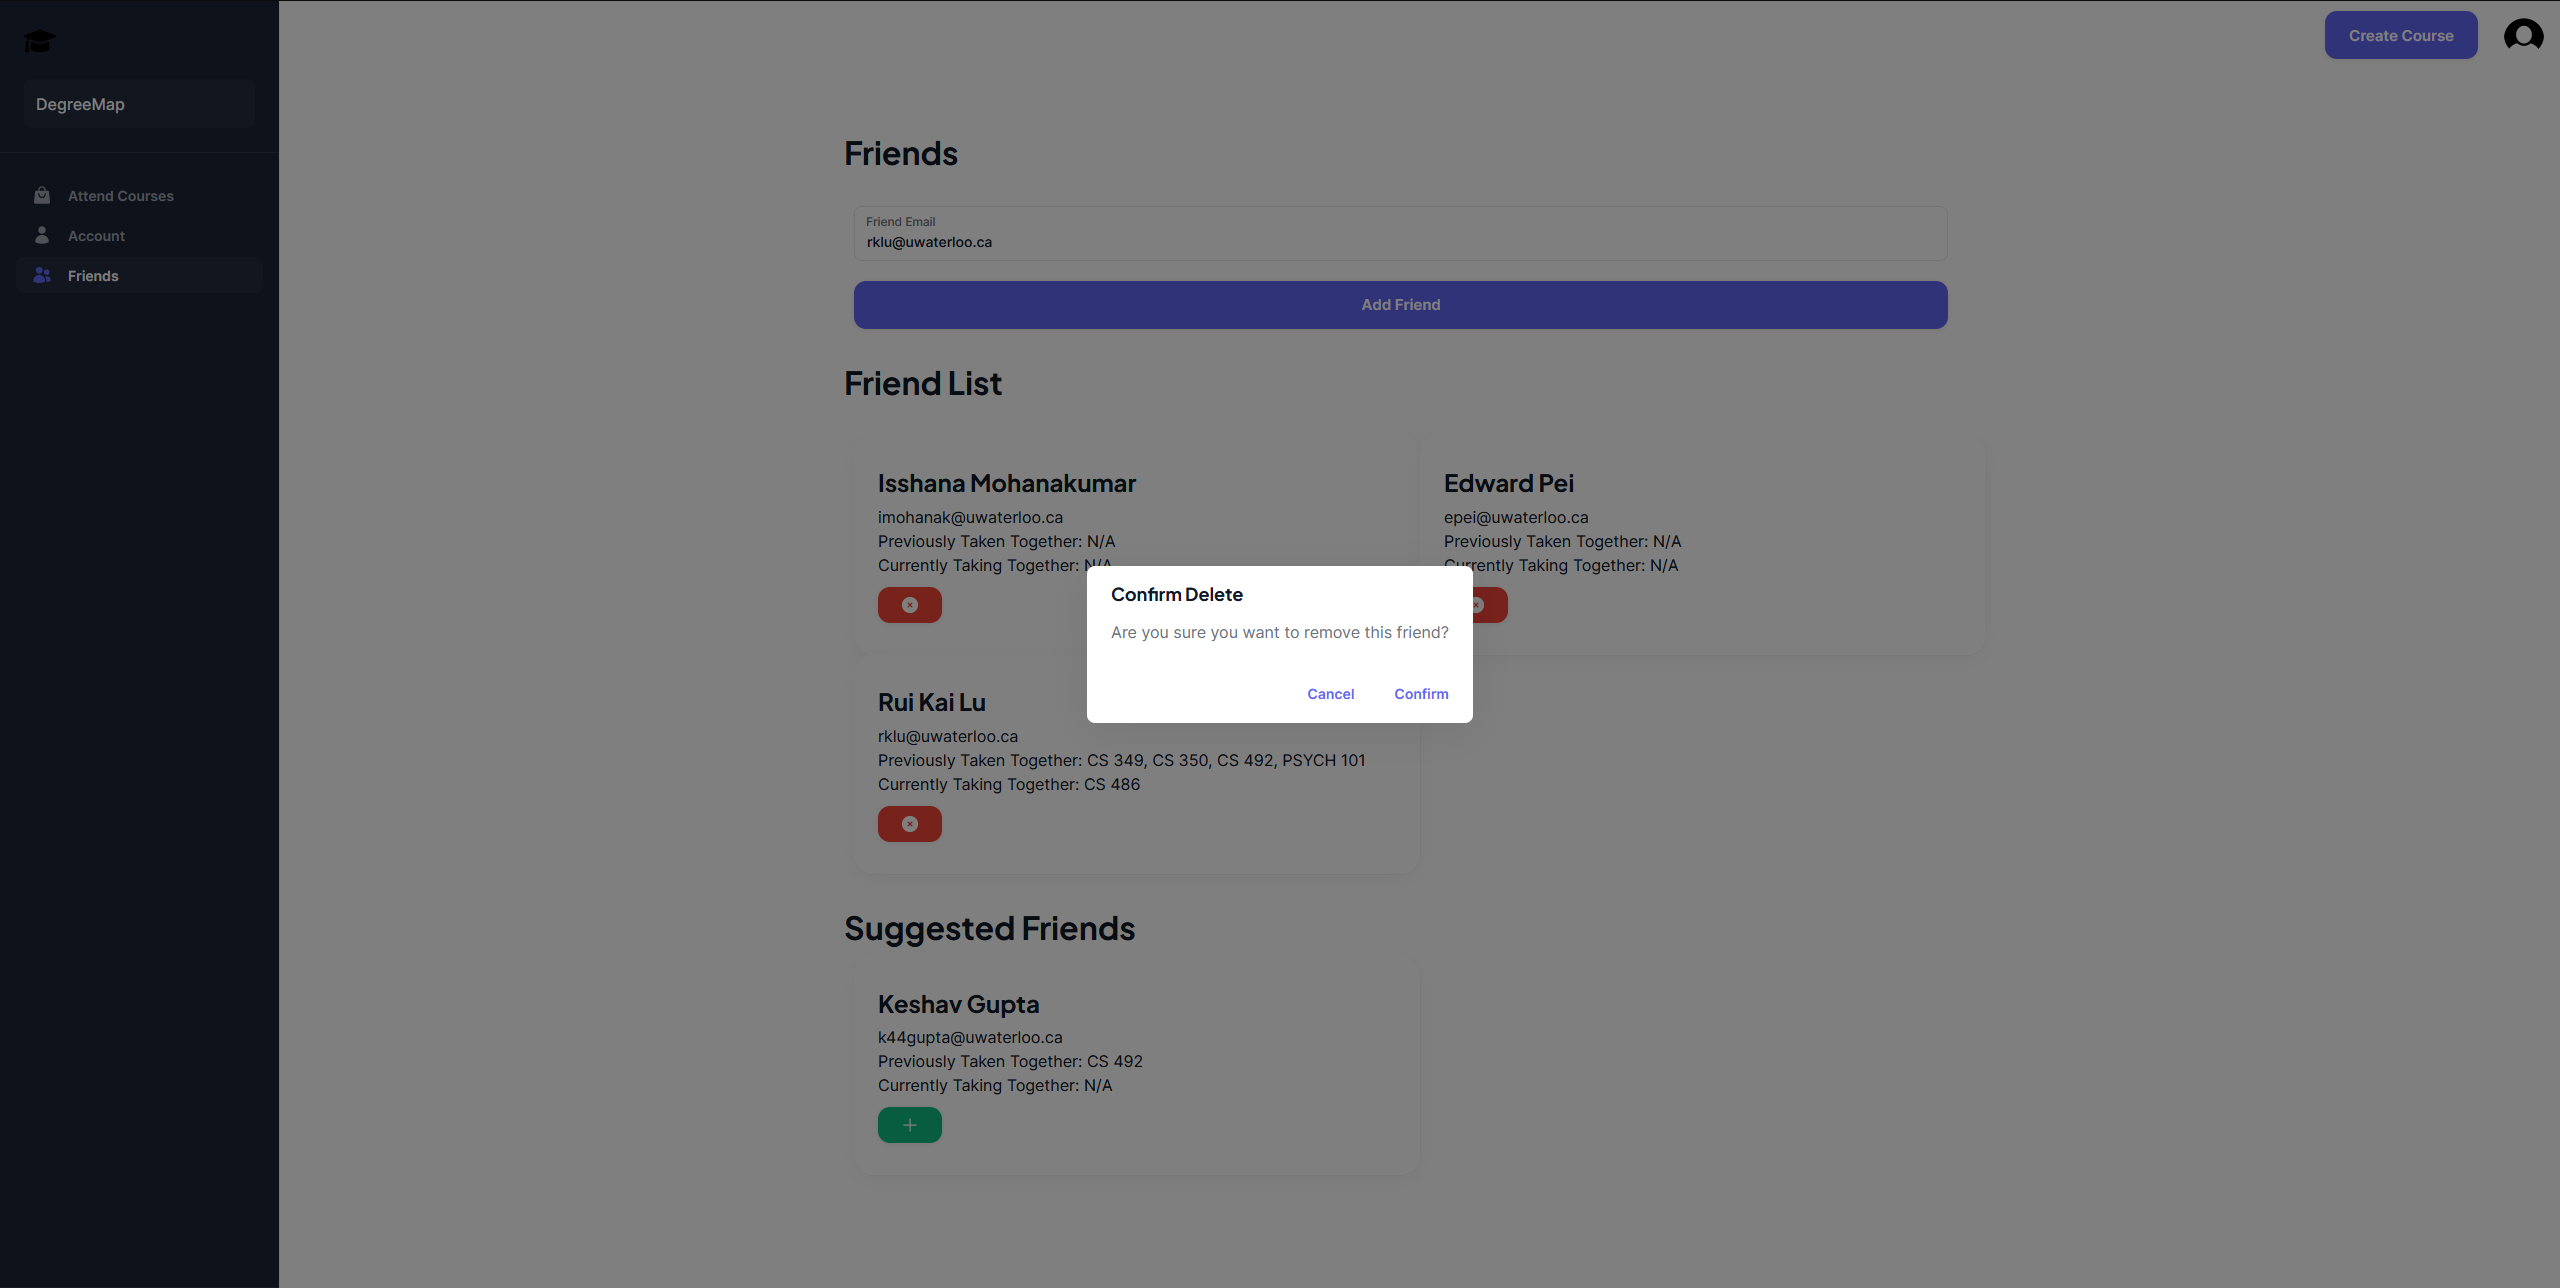 DegreeMap
Attend Courses
Account
Friends
Create Course
Friends
Friend Email
rklu@uwaterloo.ca
Add Friend
Friend List
Isshana Mohanakumar
imohanak@uwaterloo.ca
Previously Taken Together: N/A
Currently Taking Together: N/A
Edward Pei
epei@uwaterloo.ca
Previously Taken Together: N/A
Currently Taking Together: N/A
Confirm Delete
Are you sure you want to remove this friend?
Cancel Confirm
Rui Kai Lu
rklu@uwaterloo.ca
Previously Taken Together: CS 349, CS 350, CS 492, PSYCH 101
Currently Taking Together: CS 486
Suggested Friends
Keshav Gupta
k44gupta@uwaterloo.ca
Previously Taken Together: CS 492
Currently Taking Together: N/A